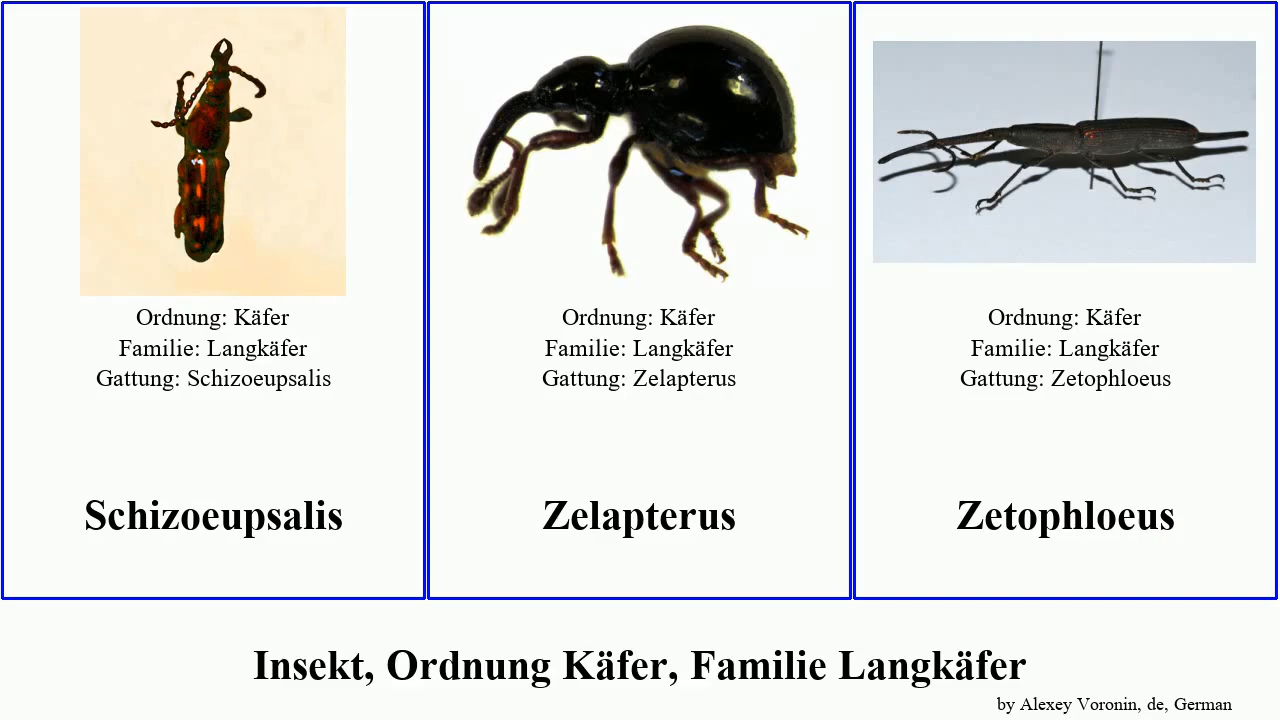 Ordnung: Käfer
Familie: Langkäfer
Gattung: Schizoeupsalis
Schizoeupsalis
Ordnung: Käfer
Familie: Langkäfer
Gattung: Zelapterus
Zelapterus
Ordnung: Käfer
Familie: Langkäfer
Gattung: Zetophloeus
Zetophloeus
Insekt, Ordnung Käfer, Familie Langkäfer
by Alexey Voronin, de, German